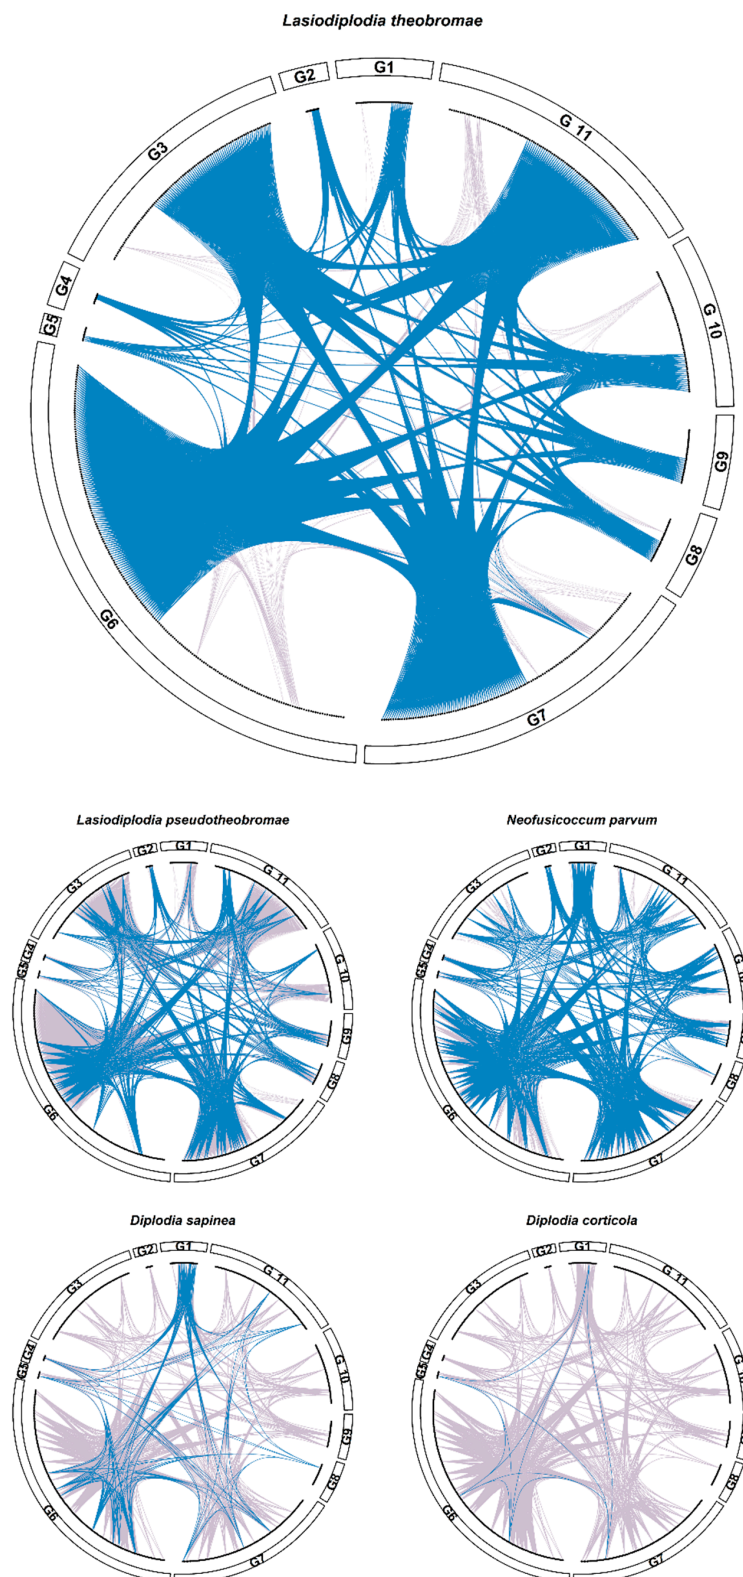 Lasiodiplodia theobromae
G2
G1
G 11
G3
G4
G5
G 10
G9
G8
G6
G7
Lasiodiplodia pseudotheobromae
Neofusicoccum parvum
G2
G1
G 11
G3
G5
G4
G 10
G9
G8
G6
G7
G2
G1
G 11
G3
G5
G4
G8
G6
G7
Diplodia sapinea
Diplodia corticola
G2
G1
G 11
G3
G5
G4
G 10
G9
G8
G6
G7
G2
G1
G 11
G3
G5
G4
G8
G6
G7